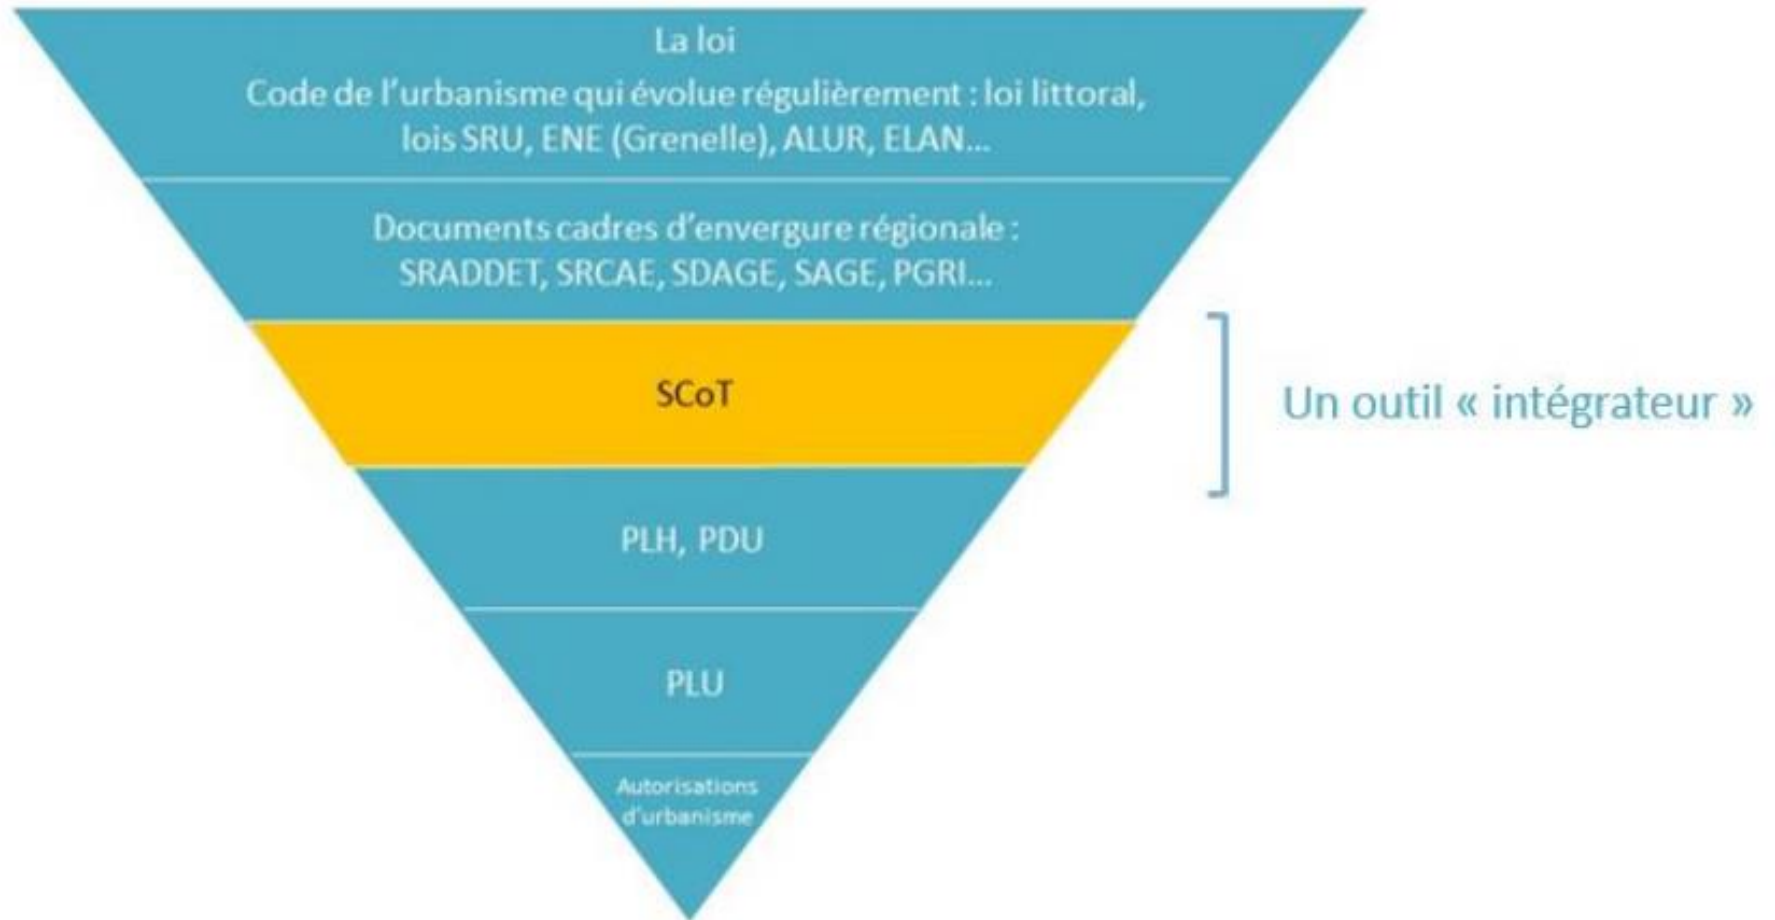 La loi
Code de l'urbanisme qui évolue régulièrement : loi littoral,
lois SRU, ENE (Grenelle), ALUR, ELAN...
Documents cadres d'envergure régionale :
SRADDET, SRCAE, SDAGE, SAGE, PGRI...
SCoT
Un outil « intégrateur »
PLH, PDU
PLU
Autorisations
d'urbanisme